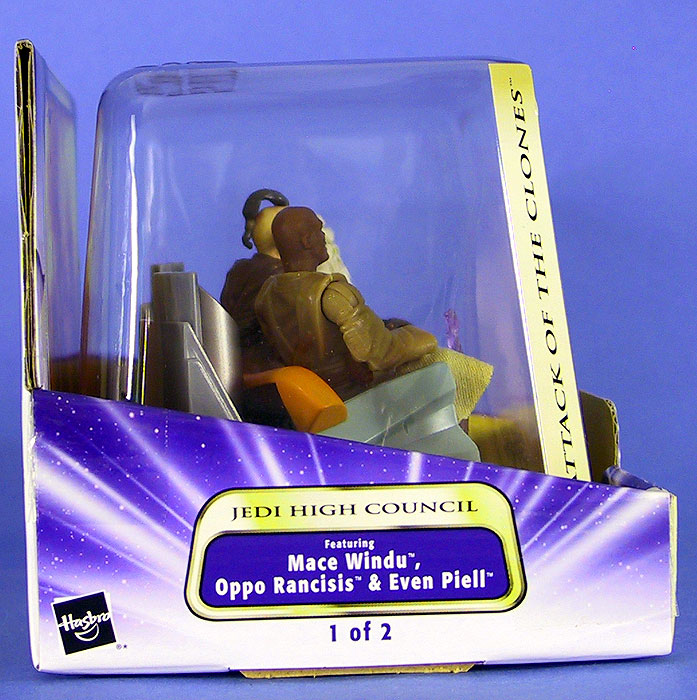 ATTACK OF THE CLONES™
JEDI HIGH COUNCIL
Featuring
Mace Windu™,
Oppo Rancisis™ & Even Piell™
1 of 2
Hasbro
®*